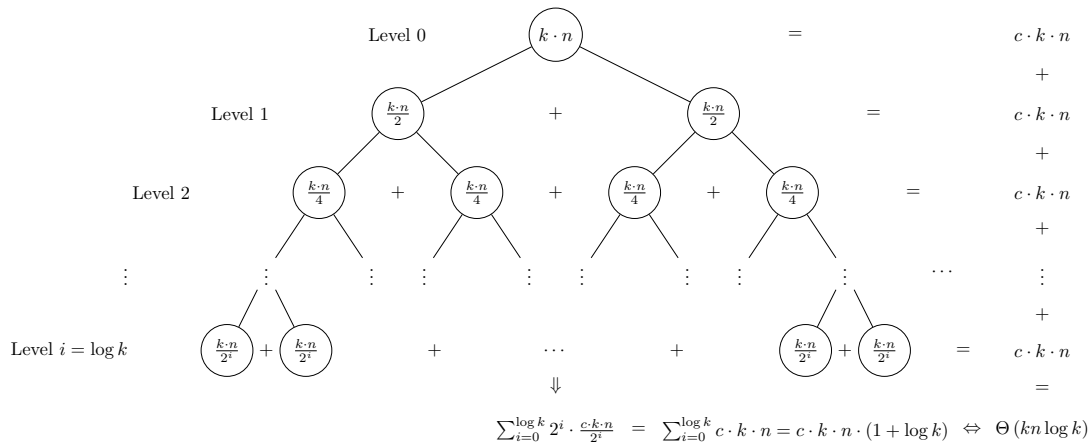 Level 0 k · n = c · k · n
+
Level 1 k·n/2 + k·n/2 = c · k · n
+
Level 2 k·n/4 + k·n/4 + k·n/4 + k·n/4 = c · k · n
+
⋮ ⋮ ⋮ ⋮ ⋮ ⋮ ⋮ ⋮ ⋯ ⋮
+
Level i = log k k·n/2^i + k·n/2^i + ⋯ + k·n/2^i + k·n/2^i = c · k · n
⇓ =
∑_{i=0}^{log k} 2^i · c·k·n/2^i = ∑_{i=0}^{log k} c · k · n = c · k · n · (1 + log k) ⇔ Θ (kn log k)